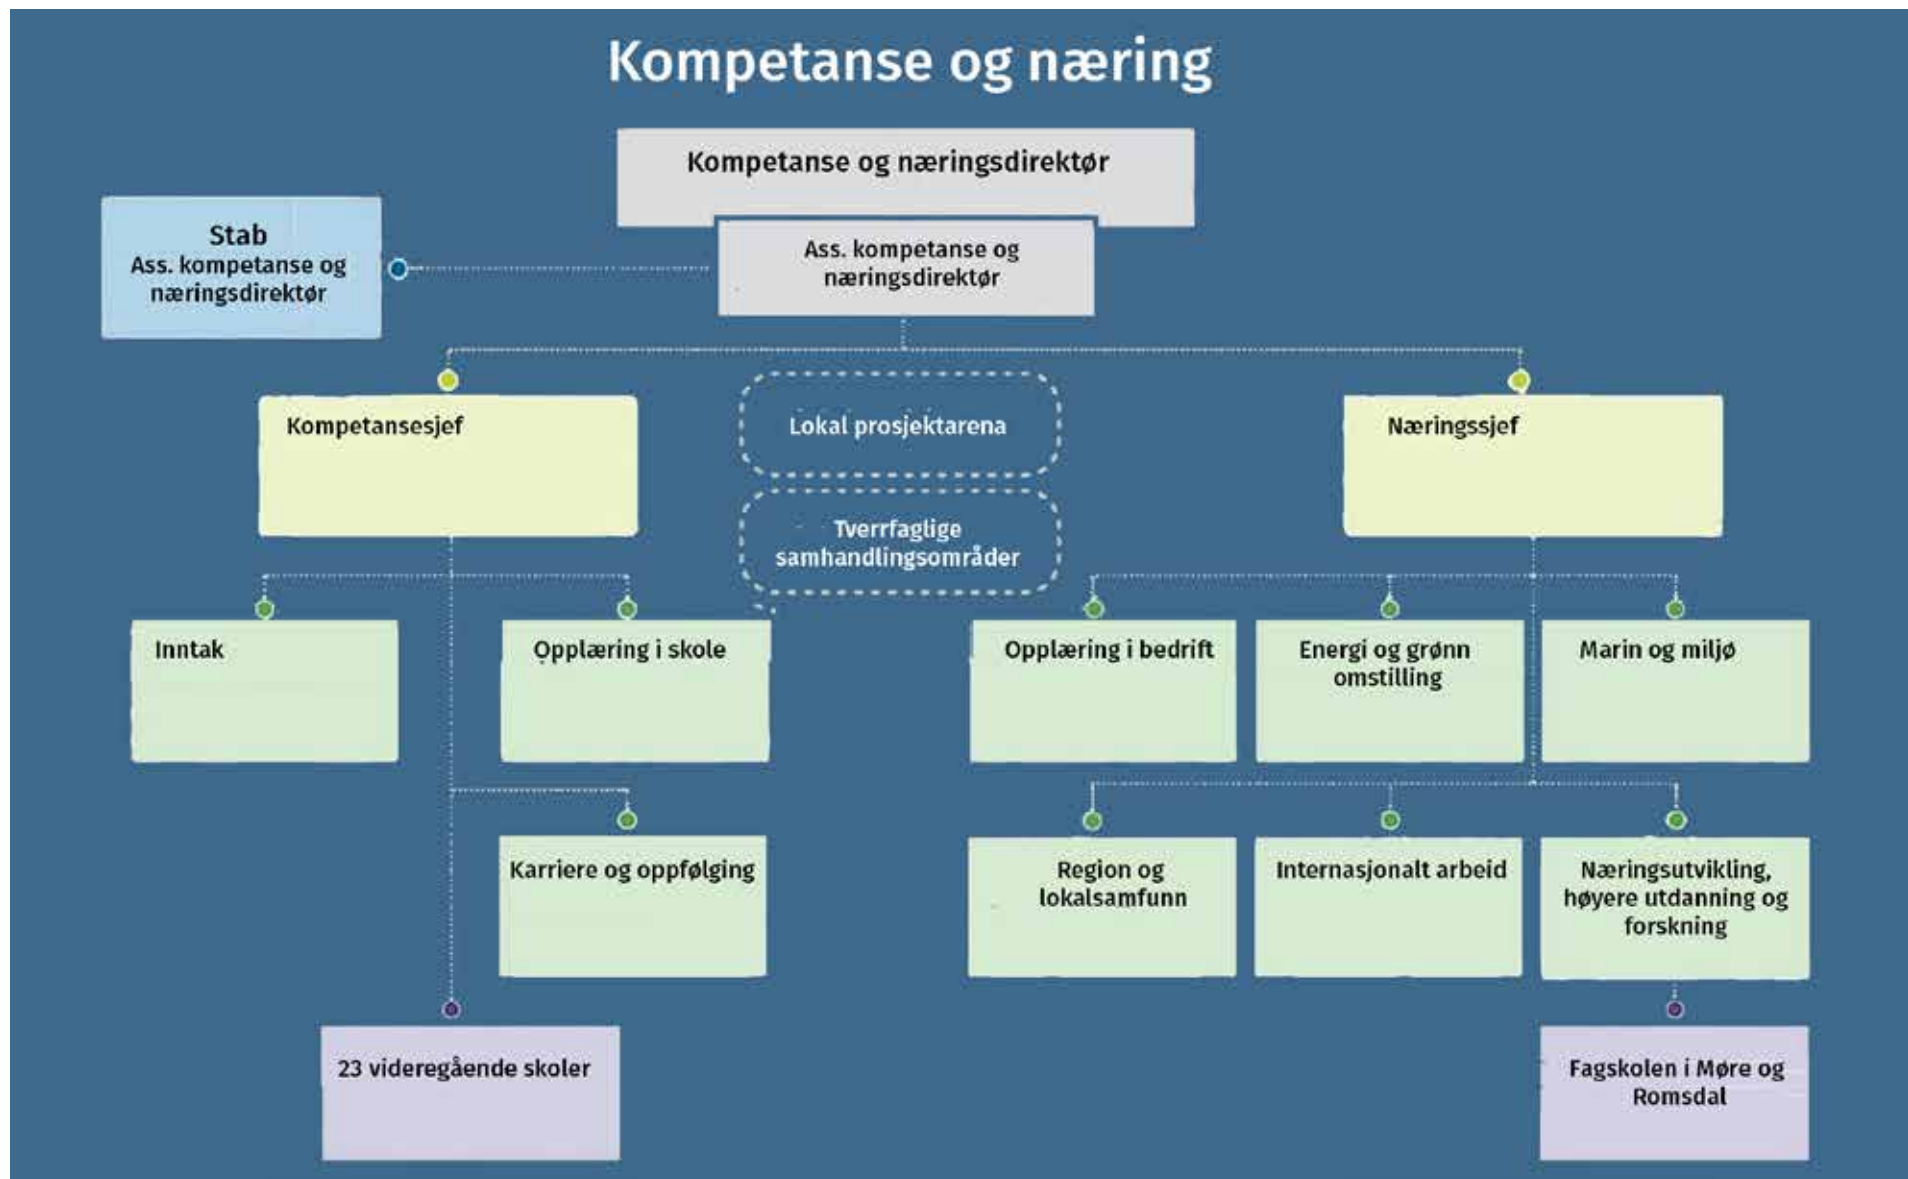 Kompetanse og næring
Kompetanse og næringsdirektør
Stab
Ass. kompetanse og
næringsdirektør
Ass. kompetanse og
næringsdirektør
Kompetansesjef
Lokal prosjektarena
Næringssjef
Tverrfaglige
samhandlingsområder
Inntak
Opplæring i skole
Opplæring i bedrift
Energi og grønn
omstilling
Marin og miljø
Karriere og oppfølging
Region og
lokalsamfunn
Internasjonalt arbeid
Næringsutvikling,
høyere utdanning og
forskning
23 videregående skoler
Fagskolen i Møre og
Romsdal